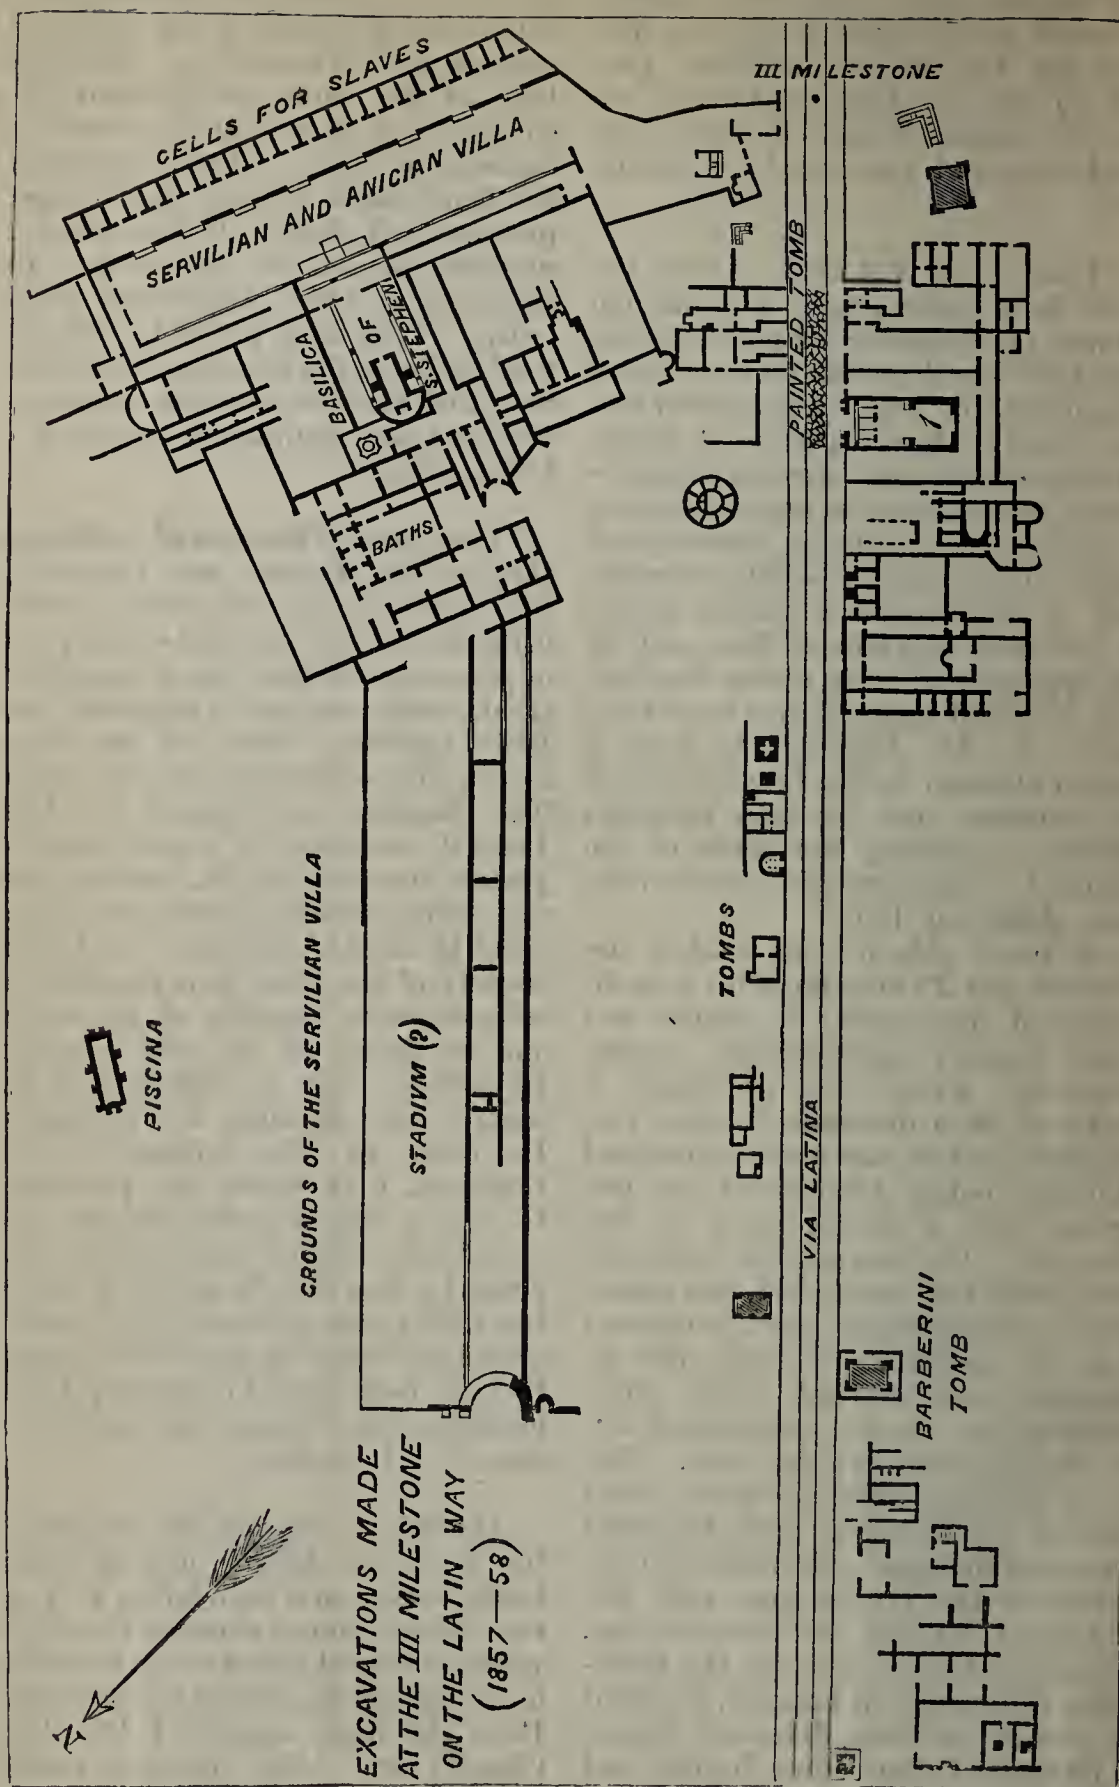 CELLS FOR SLAVES
SERVILIAN AND ANICIAN VILLA
III MILESTONE
BASILICA
OF
S.STEPHEN
BATHS
PAINTED TOMB
GROUNDS OF THE SERVILIAN VILLA
PISCINA
STADIVM (?)
TOMBS
VIA LATINA
BARBERINI
TOMB
EXCAVATIONS MADE
AT THE III MILESTONE
ON THE LATIN WAY
(1857—58)
N